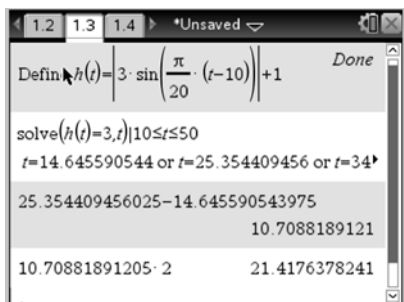 1.2 1.3 1.4 *Unsaved
Define h(t)=|3·sin(π/20·(t−10))|+1 Done
solve(h(t)=3,t)|10≤t≤50
t=14.645590544 or t=25.354409456 or t=34
25.354409456025−14.645590543975
10.7088189121
10.70881891205·2 21.4176378241